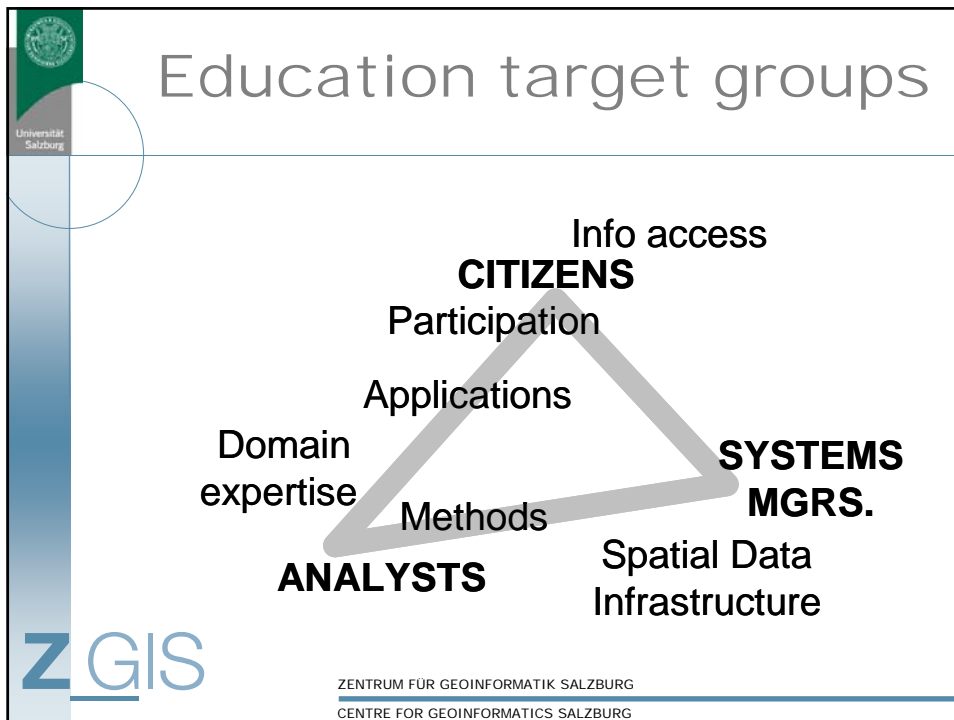 Universität
Salzburg
Education target groups
Info access
CITIZENS
Participation
Applications
Domain
expertise
SYSTEMS
MGRS.
Methods
Spatial Data
Infrastructure
ANALYSTS
Z_GIS
ZENTRUM FÜR GEOINFORMATIK SALZBURG
CENTRE FOR GEOINFORMATICS SALZBURG